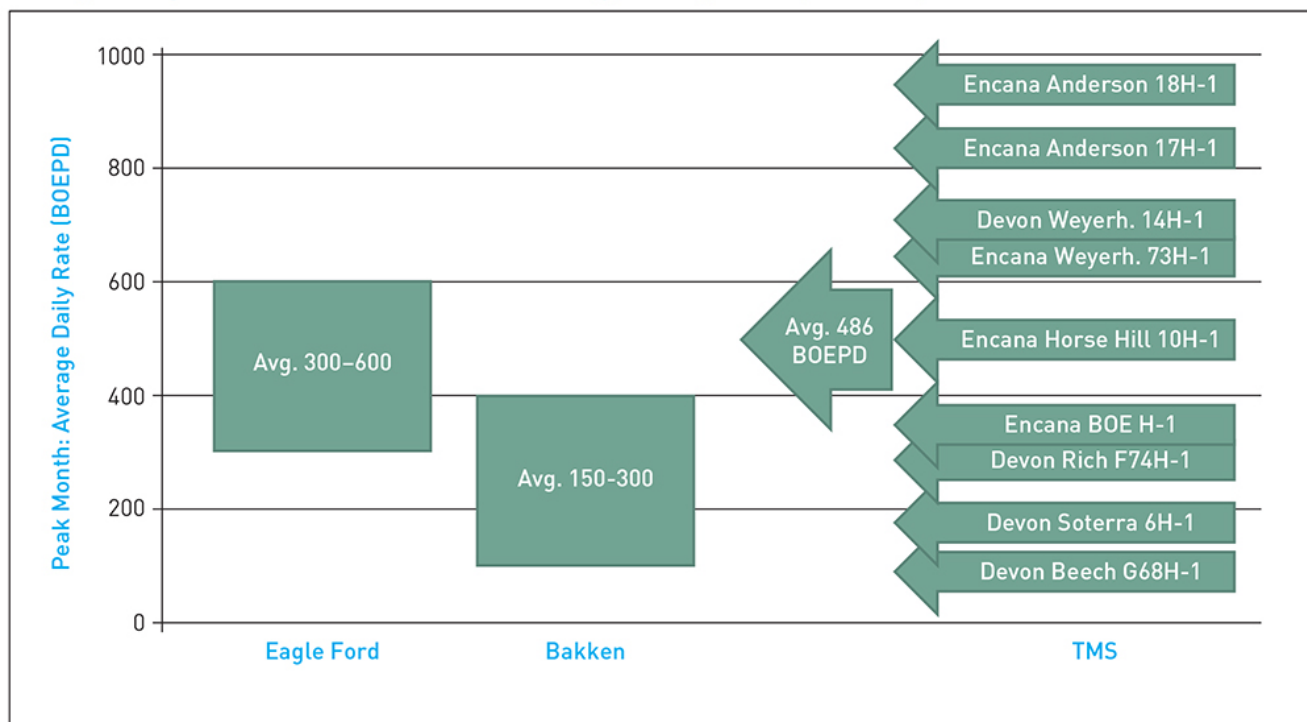 Peak Month: Average Daily Rate (BOEPD)
1000
800
600
400
200
0
Avg. 300–600
Avg. 150-300
Avg. 486
BOEPD
Encana Anderson 18H-1
Encana Anderson 17H-1
Devon Weyerh. 14H-1
Encana Weyerh. 73H-1
Encana Horse Hill 10H-1
Encana BOE H-1
Devon Rich F74H-1
Devon Soterra 6H-1
Devon Beech G68H-1
Eagle Ford
Bakken
TMS